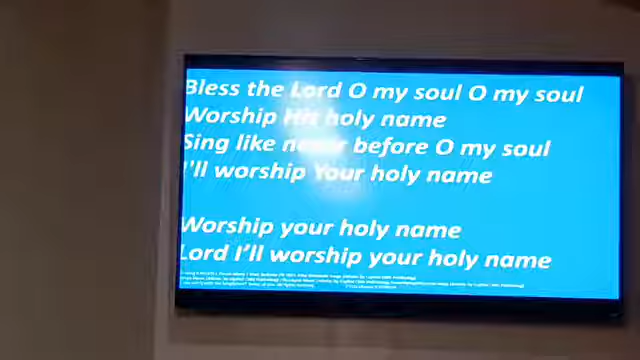 Bless the Lord O my soul O my soul
Worship His holy name
Sing like never before O my soul
I'll worship Your holy name
Worship your holy name
Lord I'll worship your holy name